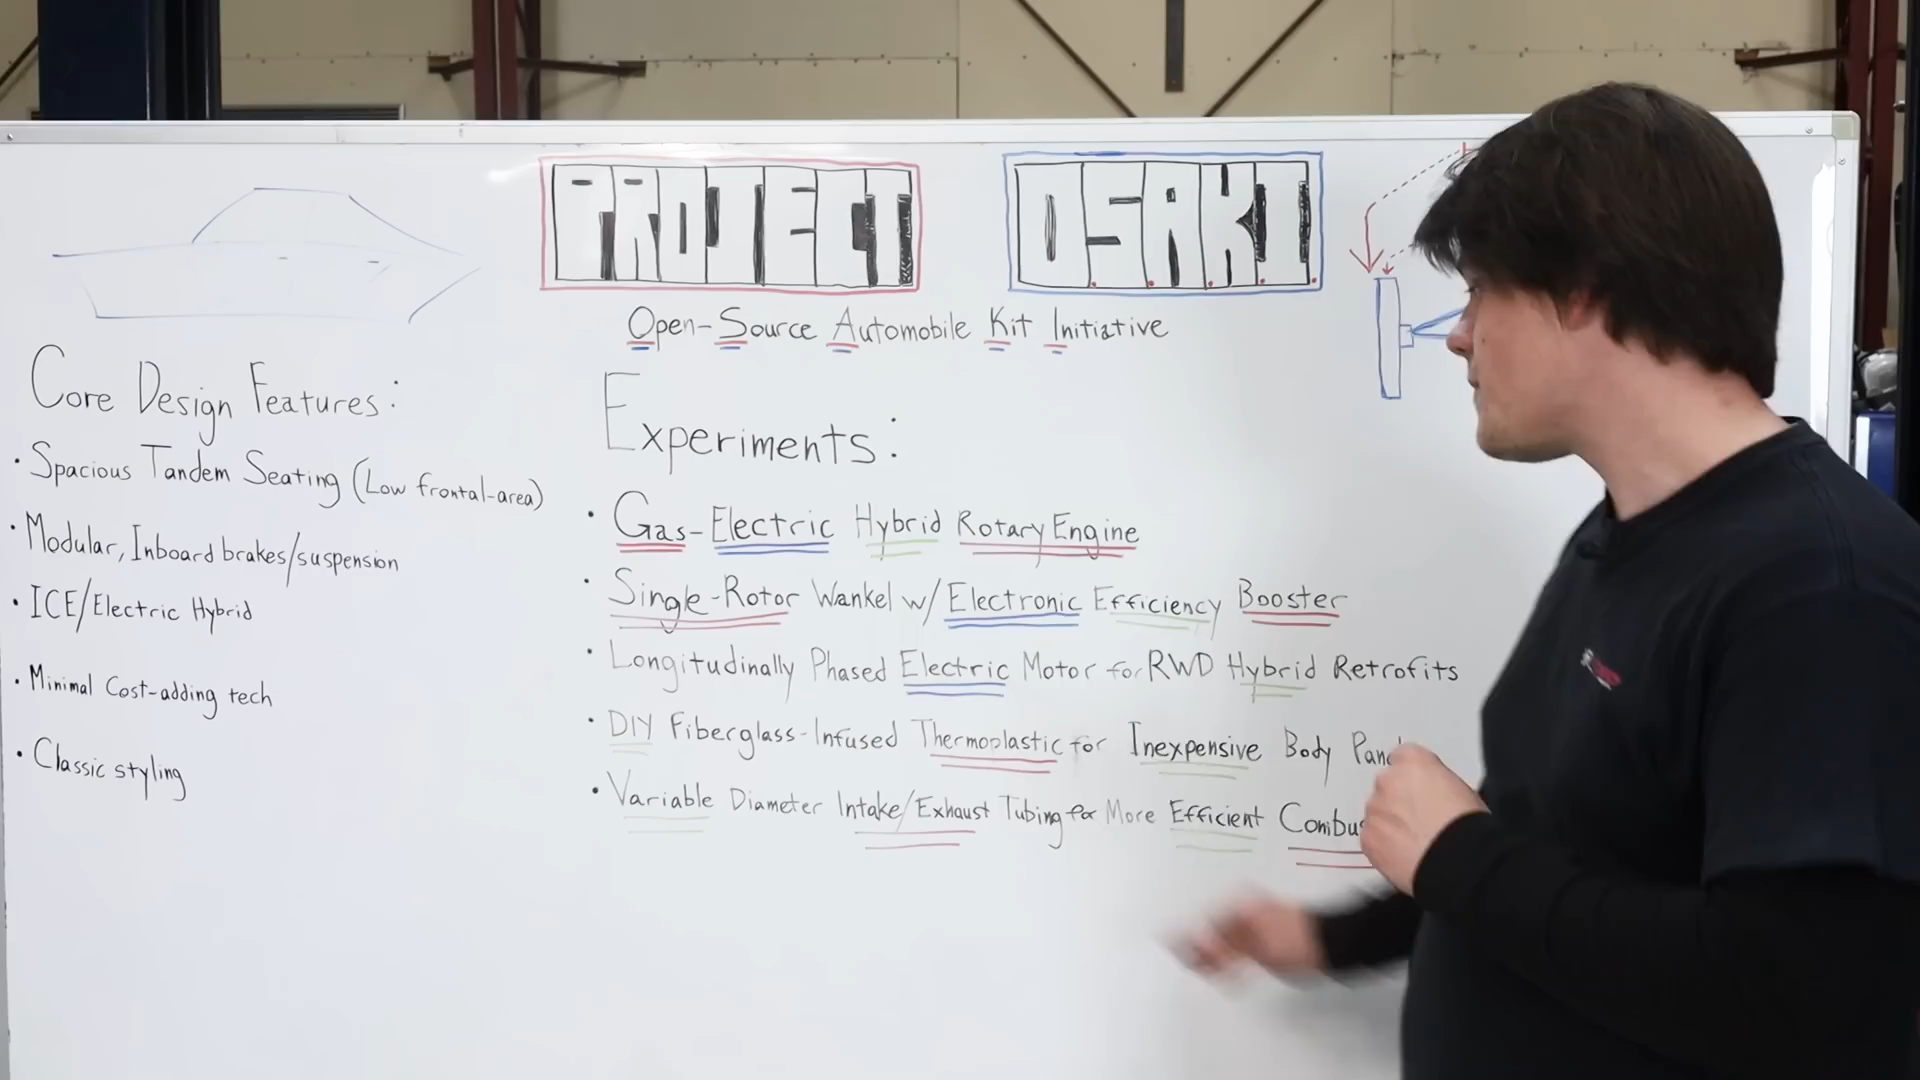 PROJECT OSAKI
Open-Source Automobile Kit Initiative
Core Design Features:
• Spacious Tandem Seating (Low frontal-area)
• Modular, Inboard brakes/suspension
• ICE/Electric Hybrid
• Minimal Cost-adding tech
• Classic styling
Experiments:
• Gas-Electric Hybrid Rotary Engine
• Single-Rotor Wankel w/ Electronic Efficiency Booster
• Longitudinally Phased Electric Motor for RWD Hybrid Retrofits
• DIY Fiberglass-Infused Thermoplastic for Inexpensive Body
• Variable Diameter Intake/Exhaust Tubing for More Efficient